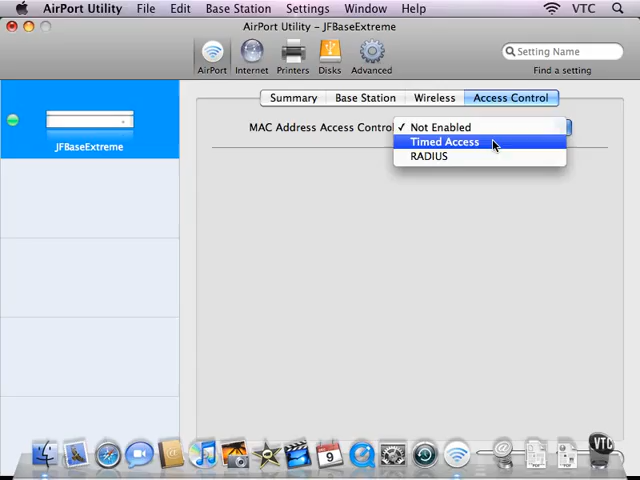 AirPort Utility File Edit Base Station Settings Window Help VTC
AirPort Utility – JFBaseExtreme
AirPort Internet Printers Disks Advanced
Setting Name
Find a setting
Summary Base Station Wireless Access Control
MAC Address Access Control
✓ Not Enabled
Timed Access
RADIUS
JFBaseExtreme
9
VTC